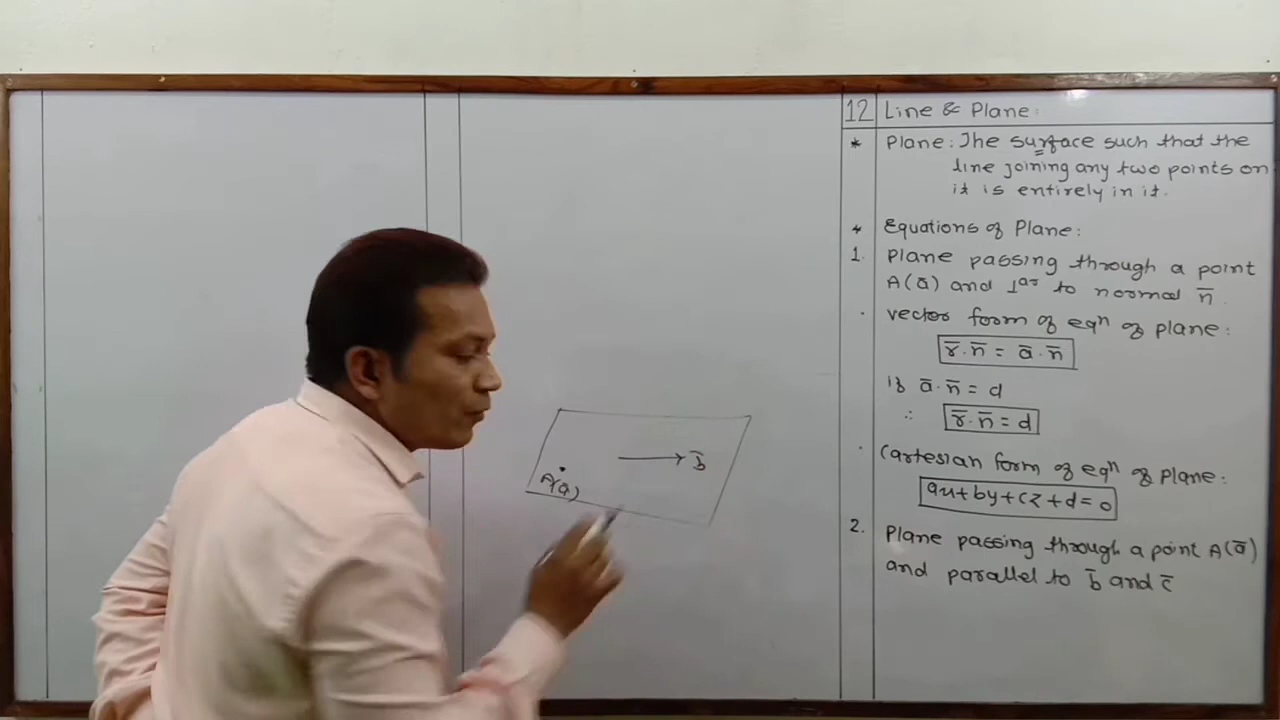 12 Line & Plane:
* Plane: The surface such that the
line joining any two points on
it is entirely in it.
* Equations of Plane:
1. Plane passing through a point
A(ā) and ⊥ar to normal n̄.
· vector form of eqn of plane:
r̄·n̄ = ā·n̄
if ā·n̄ = d
∴ r̄·n̄ = d
· Cartesian form of eqn of plane:
ax+by+cz+d=0
2. Plane passing through a point A(ā)
and parallel to b̄ and c̄
b̄
A(ā)